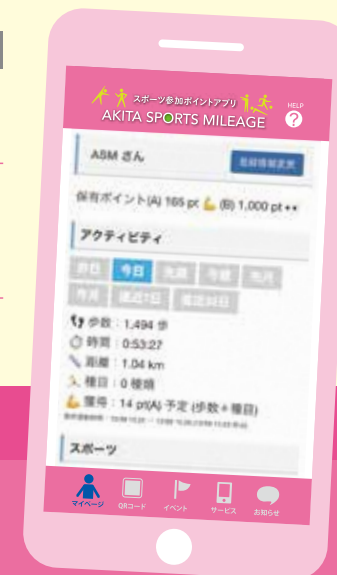 スポーツ参加ポイントアプリ
AKITA SPORTS MILEAGE
HELP
?
ASM さん
登録情報変更
保有ポイント(A) 165 pt 💪 (B) 1,000 pt
アクティビティ
昨日 今日 先週 今週 先月
今月 直近7日 直近30日
歩数：1,494 歩
時間：0:53:27
距離：1.04 km
種目：0 種類
獲得：14 pt(A) 予定 (歩数+種目)
スポーツ
マイページ
QRコード
イベント
サービス
お知らせ